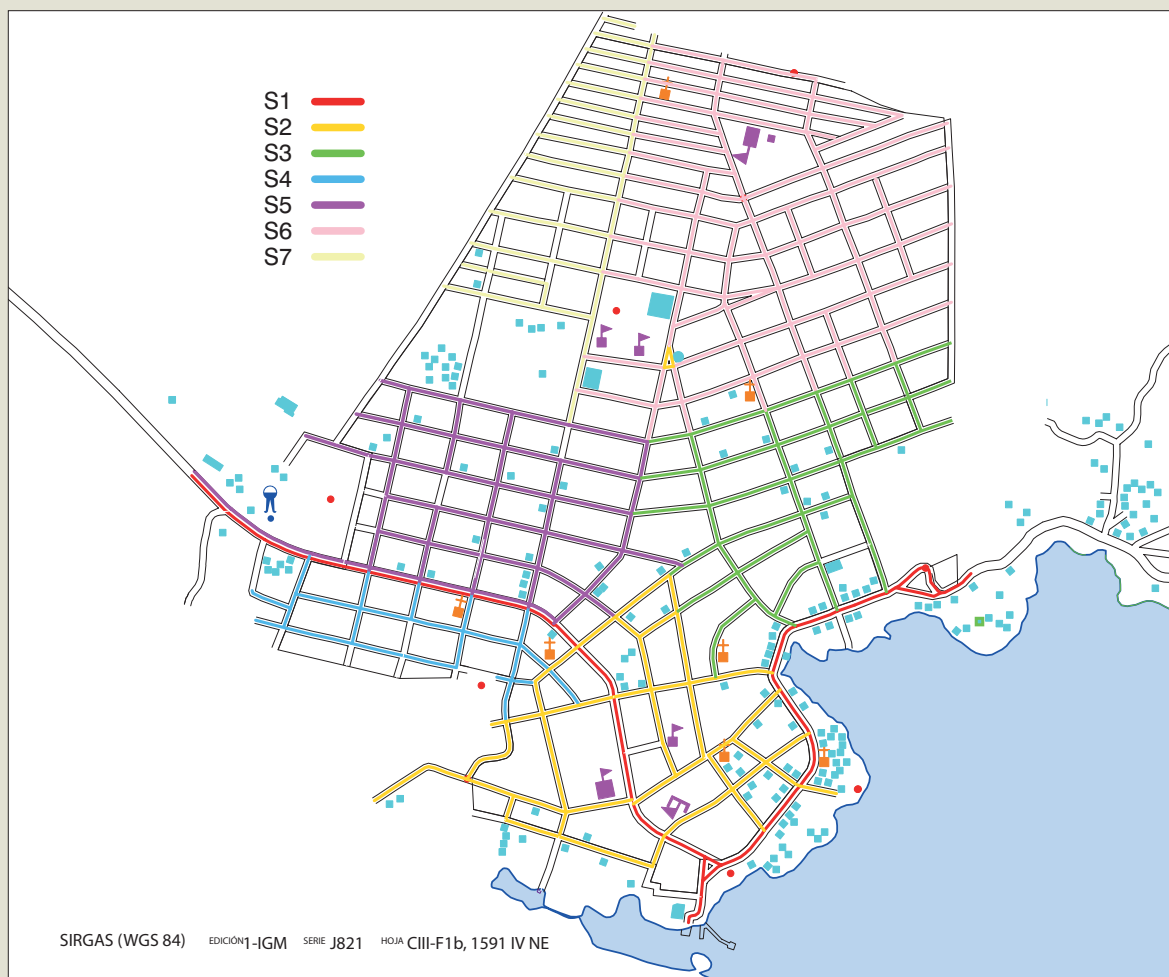 S1
S2
S3
S4
S5
S6
S7
SIRGAS (WGS 84) EDICIÓN1-IGM SERIE J821 HOJA CIII-F1b, 1591 IV NE